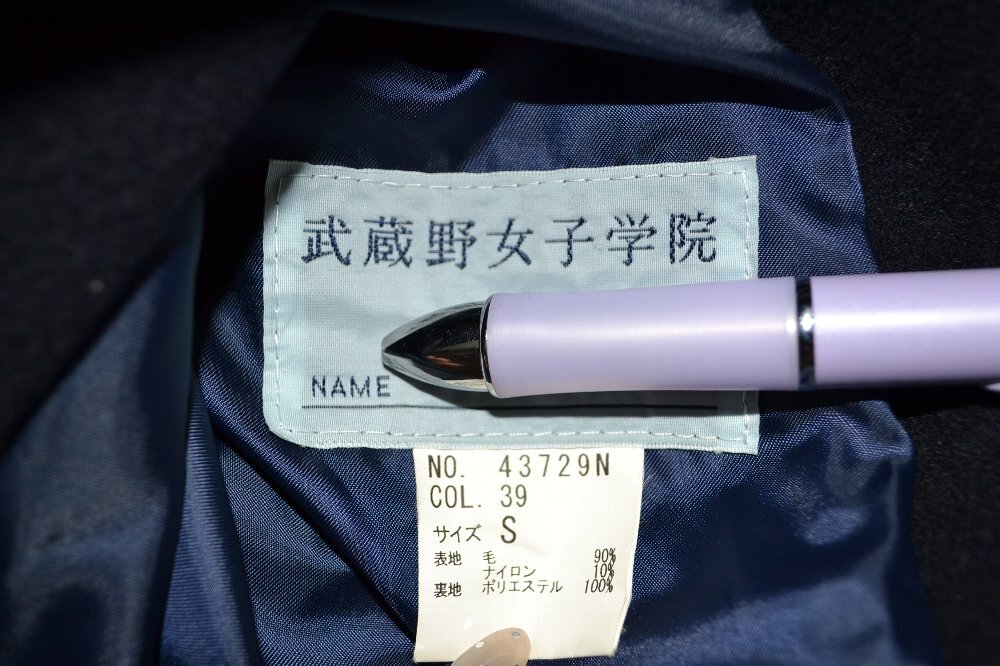 武蔵野女子学院
NAME
NO. 43729N
COL. 39
サイズ S
表地 毛 90%
ナイロン 10%
裏地 ポリエステル 100%